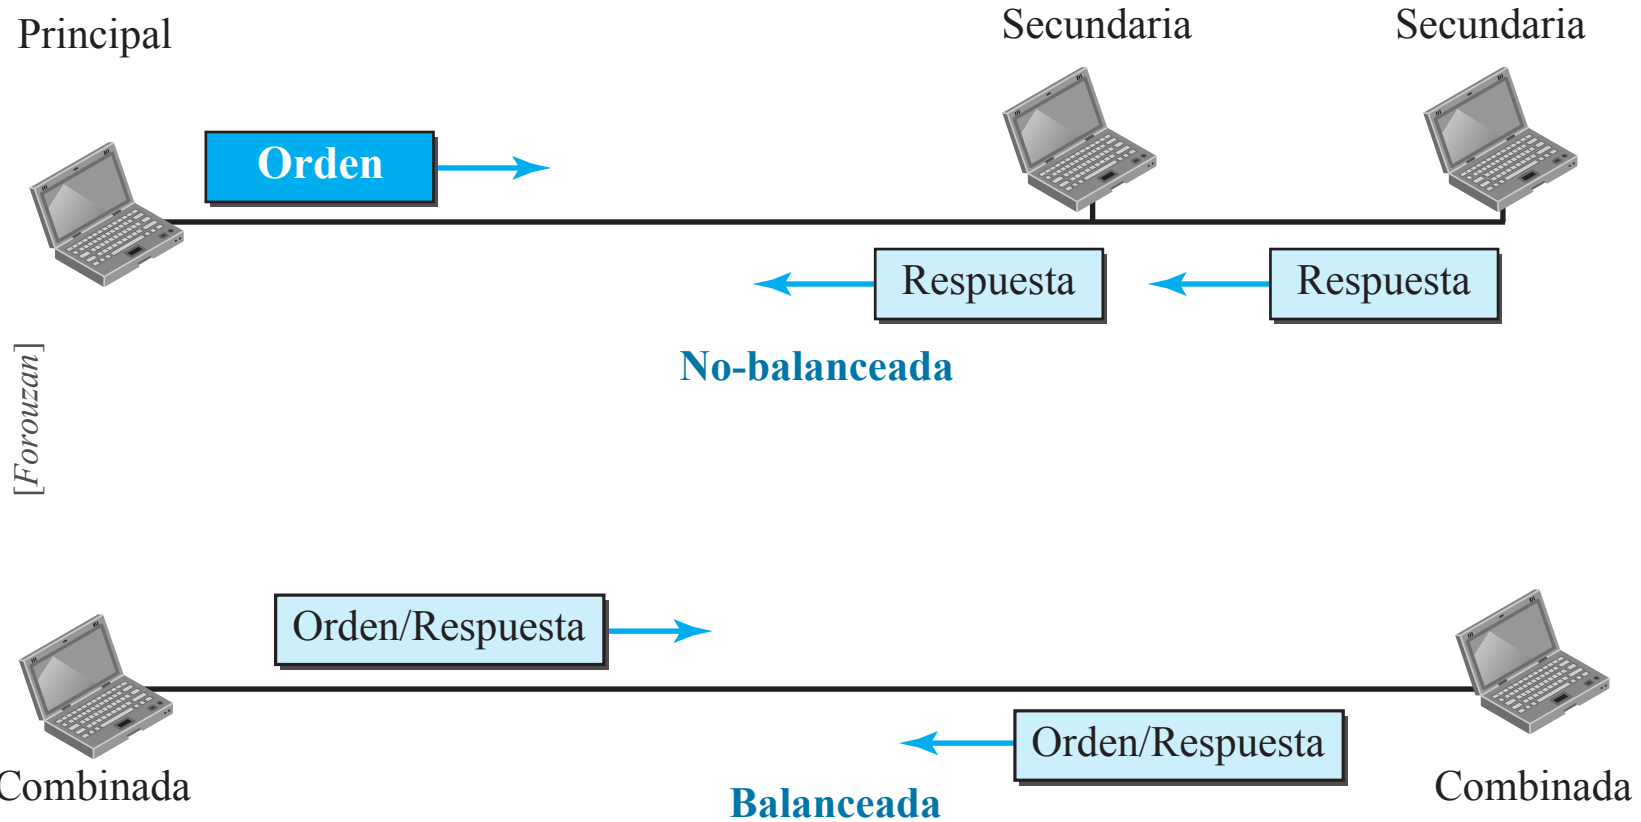 Principal
Secundaria
Secundaria
Orden
Respuesta
Respuesta
No-balanceada
[Forouzan]
Orden/Respuesta
Orden/Respuesta
Combinada
Balanceada
Combinada